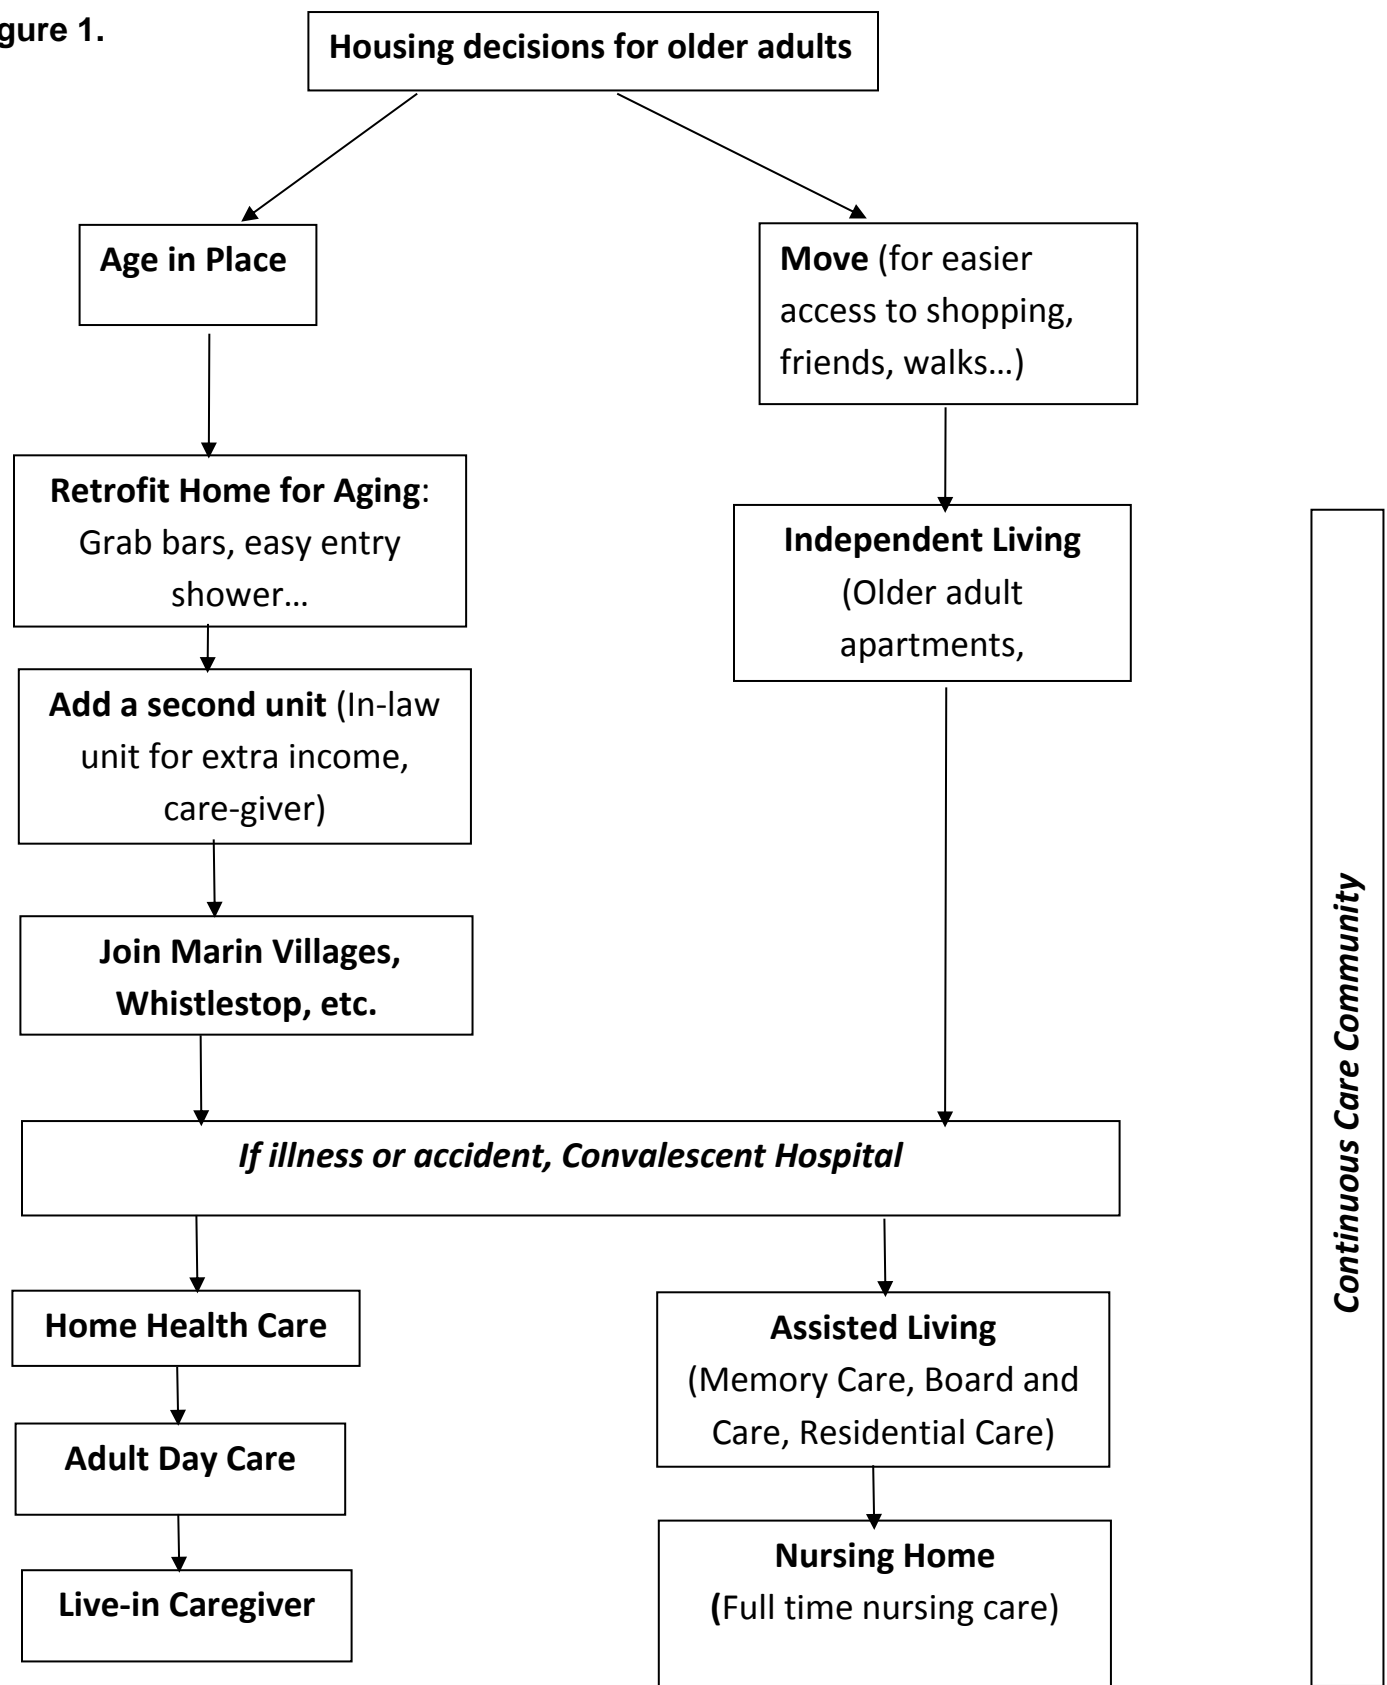 gure 1.
Housing decisions for older adults
Age in Place
Move (for easier
access to shopping,
friends, walks…)
Retrofit Home for Aging:
Grab bars, easy entry
shower…
Independent Living
(Older adult
apartments,
Add a second unit (In-law
unit for extra income,
care-giver)
Join Marin Villages,
Whistlestop, etc.
If illness or accident, Convalescent Hospital
Home Health Care
Adult Day Care
Live-in Caregiver
Assisted Living
(Memory Care, Board and
Care, Residential Care)
Nursing Home
(Full time nursing care)
Continuous Care Community